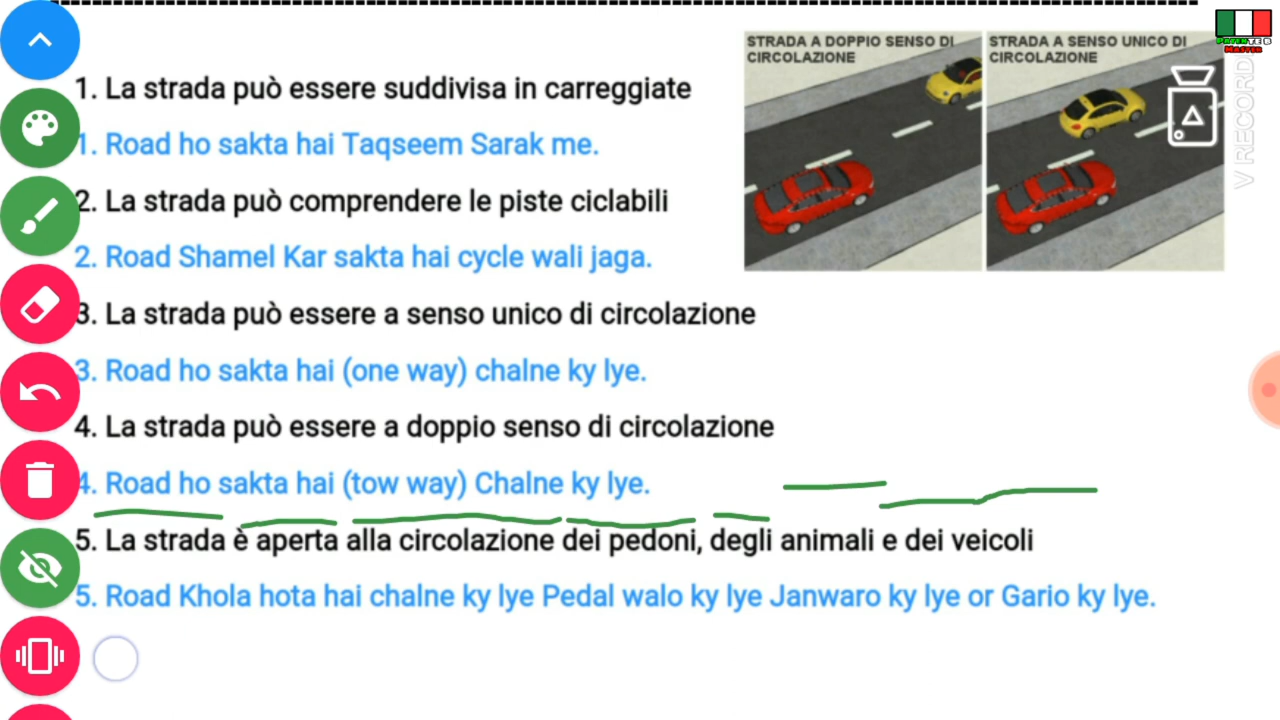 STRADA A DOPPIO SENSO DI
CIRCOLAZIONE
STRADA A SENSO UNICO DI
CIRCOLAZIONE
PATENTE B
MASTER
V RECORD
1. La strada può essere suddivisa in carreggiate
1. Road ho sakta hai Taqseem Sarak me.
2. La strada può comprendere le piste ciclabili
2. Road Shamel Kar sakta hai cycle wali jaga.
3. La strada può essere a senso unico di circolazione
3. Road ho sakta hai (one way) chalne ky lye.
4. La strada può essere a doppio senso di circolazione
4. Road ho sakta hai (tow way) Chalne ky lye.
5. La strada è aperta alla circolazione dei pedoni, degli animali e dei veicoli
5. Road Khola hota hai chalne ky lye Pedal walo ky lye Janwaro ky lye or Gario ky lye.